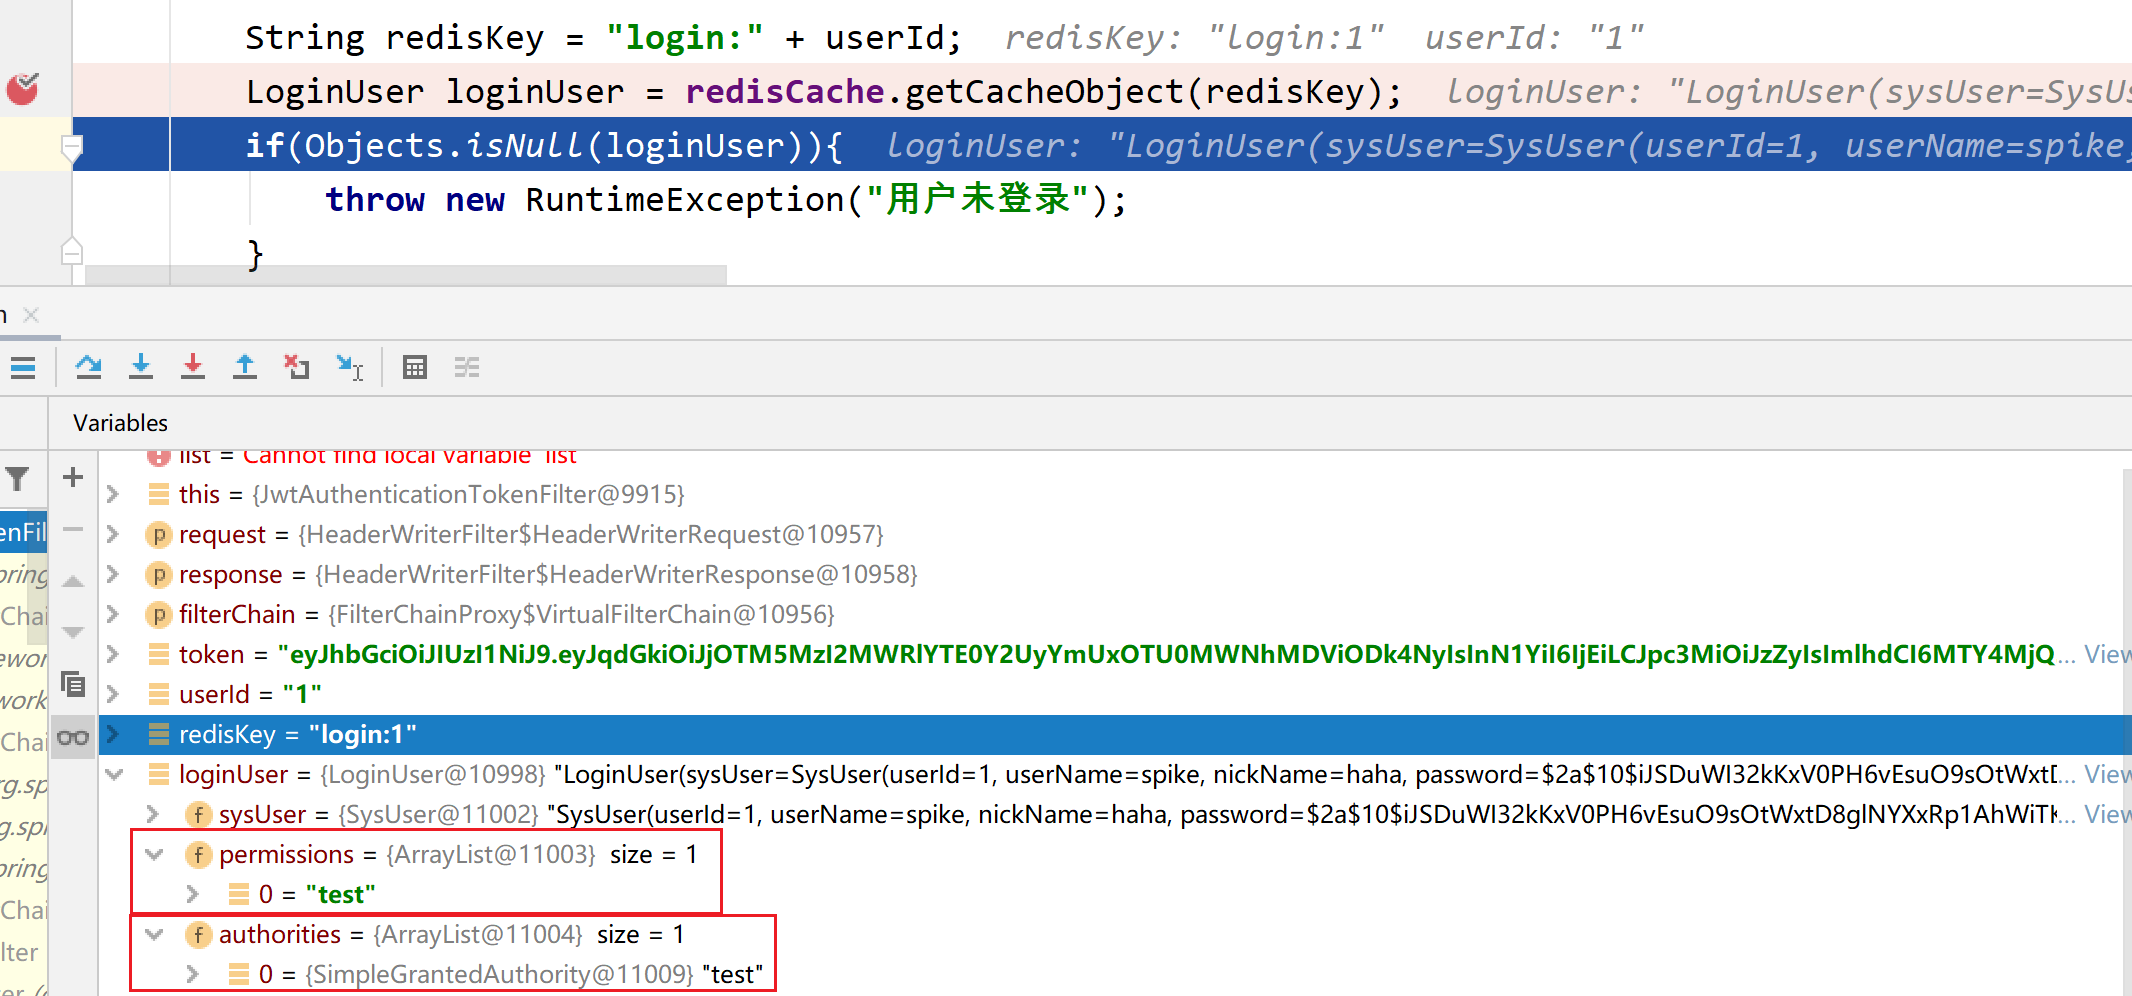 String redisKey = "login:" + userId;  redisKey: "login:1"  userId: "1"
LoginUser loginUser = redisCache.getCacheObject(redisKey);  loginUser: "LoginUser(sysUser=SysUs
if(Objects.isNull(loginUser)){  loginUser: "LoginUser(sysUser=SysUser(userId=1, userName=spike,
throw new RuntimeException("用户未登录");
}
n
Variables
list = Cannot find local variable 'list'
this = {JwtAuthenticationTokenFilter@9915}
request = {HeaderWriterFilter$HeaderWriterRequest@10957}
enFil
response = {HeaderWriterFilter$HeaderWriterResponse@10958}
pring
filterChain = {FilterChainProxy$VirtualFilterChain@10956}
Chai
token = "eyJhbGciOiJIUzI1NiJ9.eyJqdGkiOiJjOTM5MzI2MWRlYTE0Y2UyYmUxOTU0MWNhMDViODk4NyIsInN1YiI6IjEiLCJpc3MiOiJzZyIsImlhdCI6MTY4MjQ... View
ewor
userId = "1"
work
redisKey = "login:1"
Chai
loginUser = {LoginUser@10998} "LoginUser(sysUser=SysUser(userId=1, userName=spike, nickName=haha, password=$2a$10$iJSDuWI32kKxV0PH6vEsuO9sOtWxtD... View
rg.sp
sysUser = {SysUser@11002} "SysUser(userId=1, userName=spike, nickName=haha, password=$2a$10$iJSDuWI32kKxV0PH6vEsuO9sOtWxtD8glNYXxRp1AhWiTK... View
g.spr
permissions = {ArrayList@11003} size = 1
pring
0 = "test"
Chai
authorities = {ArrayList@11004} size = 1
lter
0 = {SimpleGrantedAuthority@11009} "test"